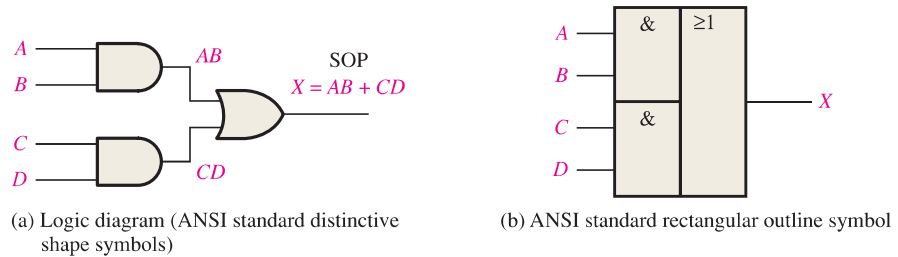 A
B
AB
SOP
X = AB + CD
C
D
CD
(a) Logic diagram (ANSI standard distinctive
shape symbols)
& ≥1
A
B
&
C
D
X
(b) ANSI standard rectangular outline symbol